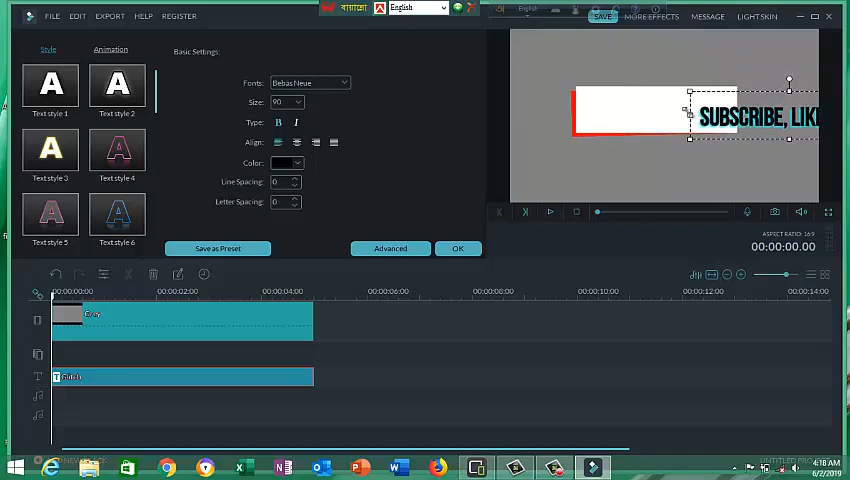 বায়ান্নো English
FILE EDIT EXPORT HELP REGISTER
English
SAVE MORE EFFECTS MESSAGE LIGHT SKIN
Style Animation
Basic Settings:
A A
Text style 1 Text style 2
A A
Text style 3 Text style 4
A A
Text style 5 Text style 6
Fonts: Bebas Neue
Size: 90
Type: B I
Align:
Color:
Line Spacing: 0
Letter Spacing: 0
Save as Preset Advanced OK
SUBSCRIBE, LIKE
ASPECT RATIO: 16:9
00:00:00.00
00:00:00:00 00:00:02:00 00:00:04:00 00:00:06:00 00:00:08:00 00:00:10:00 00:00:12:00 00:00:14:00
Grey
T Glitch
T
4:18 AM
6/2/2019